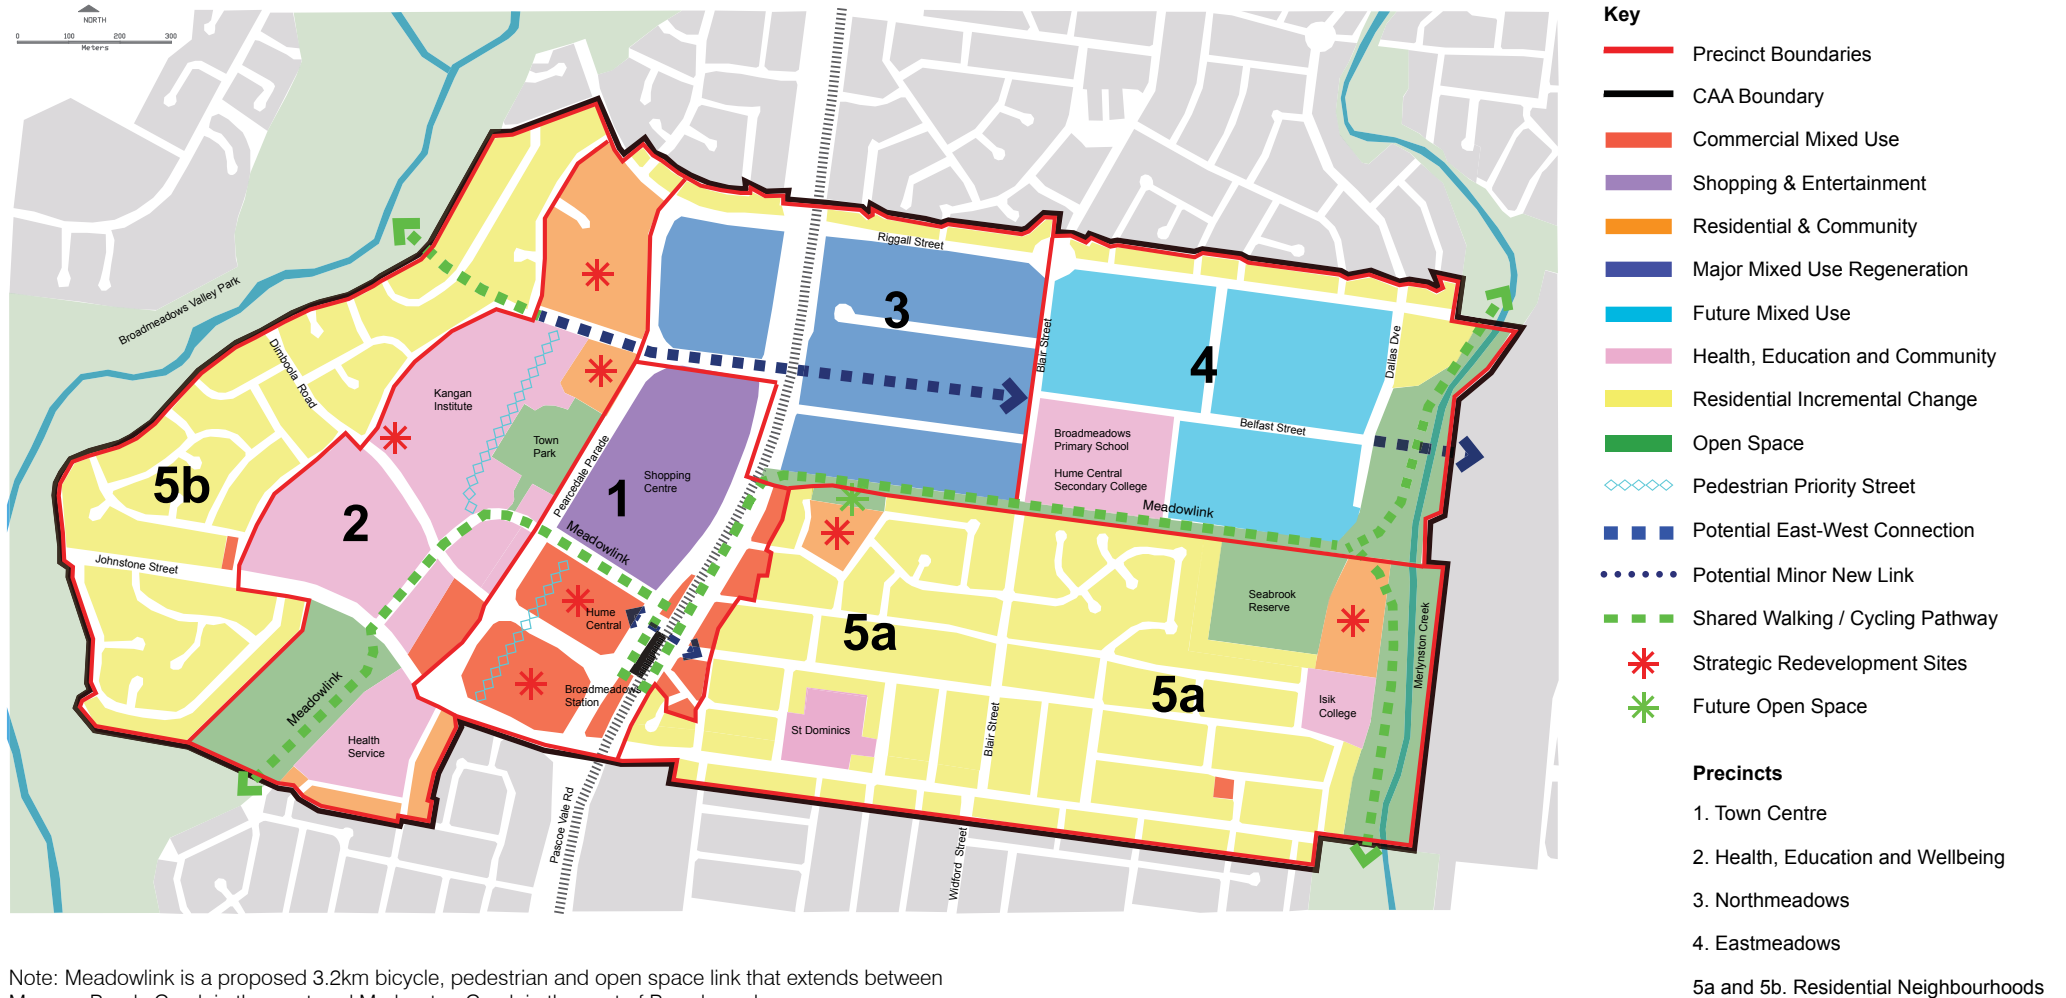 NORTH
0 100 200 300
Meters
Broadmeadows Valley Park
Dimboola Road
Kangan
Institute
Town
Park
Pearcedale Parade
Shopping
Centre
1
2
3
4
5a
5a
5b
Riggall Street
Blair Street
Dallas Dve
Belfast Street
Broadmeadows
Primary School
Hume Central
Secondary College
Meadowlink
Meadowlink
Meadowlink
Johnstone Street
Hume
Central
Broadmeadows
Station
Health
Service
Seabrook
Reserve
Merlynston Creek
Isik
College
St Dominics
Blair Street
Pascoe Vale Rd
Widford Street
Key
Precinct Boundaries
CAA Boundary
Commercial Mixed Use
Shopping & Entertainment
Residential & Community
Major Mixed Use Regeneration
Future Mixed Use
Health, Education and Community
Residential Incremental Change
Open Space
Pedestrian Priority Street
Potential East-West Connection
Potential Minor New Link
Shared Walking / Cycling Pathway
Strategic Redevelopment Sites
Future Open Space
Precincts
1. Town Centre
2. Health, Education and Wellbeing
3. Northmeadows
4. Eastmeadows
5a and 5b. Residential Neighbourhoods
Note: Meadowlink is a proposed 3.2km bicycle, pedestrian and open space link that extends between